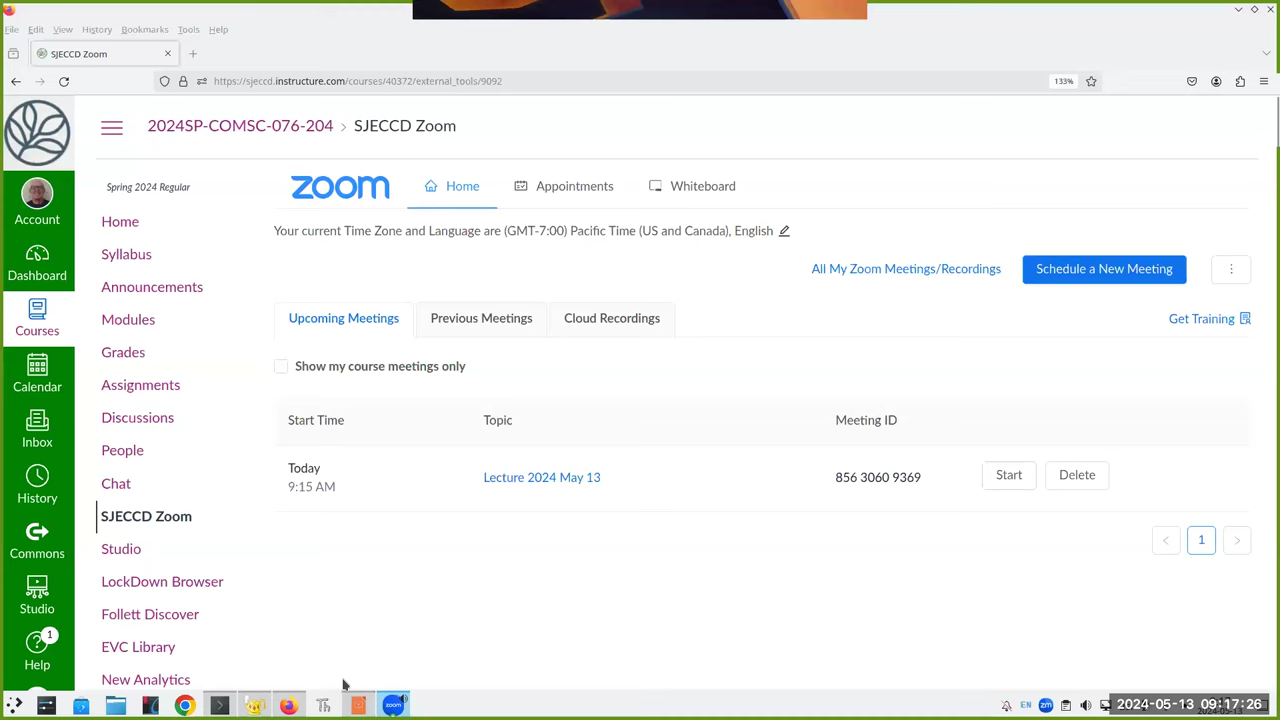 File Edit View History Bookmarks Tools Help
SJECCD Zoom
https://sjeccd.instructure.com/courses/40372/external_tools/9092
133%
2024SP-COMSC-076-204 > SJECCD Zoom
Spring 2024 Regular
zoom Home Appointments Whiteboard
Your current Time Zone and Language are (GMT-7:00) Pacific Time (US and Canada), English
All My Zoom Meetings/Recordings Schedule a New Meeting
Upcoming Meetings Previous Meetings Cloud Recordings Get Training
Show my course meetings only
Start Time Topic Meeting ID
Today
9:15 AM
Lecture 2024 May 13 856 3060 9369 Start Delete
< 1 >
Account
Dashboard
Courses
Calendar
Inbox
History
Commons
Studio
1
Help
Home
Syllabus
Announcements
Modules
Grades
Assignments
Discussions
People
Chat
SJECCD Zoom
Studio
LockDown Browser
Follett Discover
EVC Library
New Analytics
Th zoom EN zm 2024-05-13 09:17:26